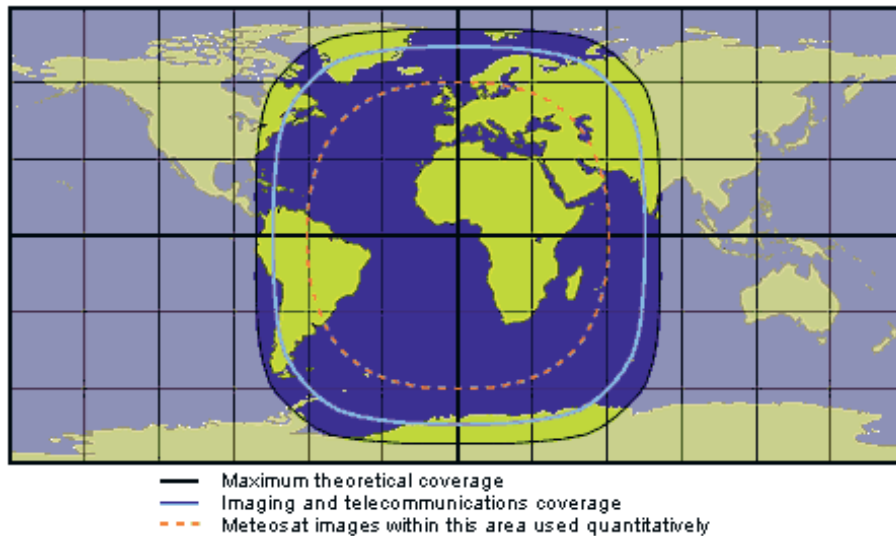 Maximum theoretical coverage
Imaging and telecommunications coverage
Meteosat images within this area used quantitatively